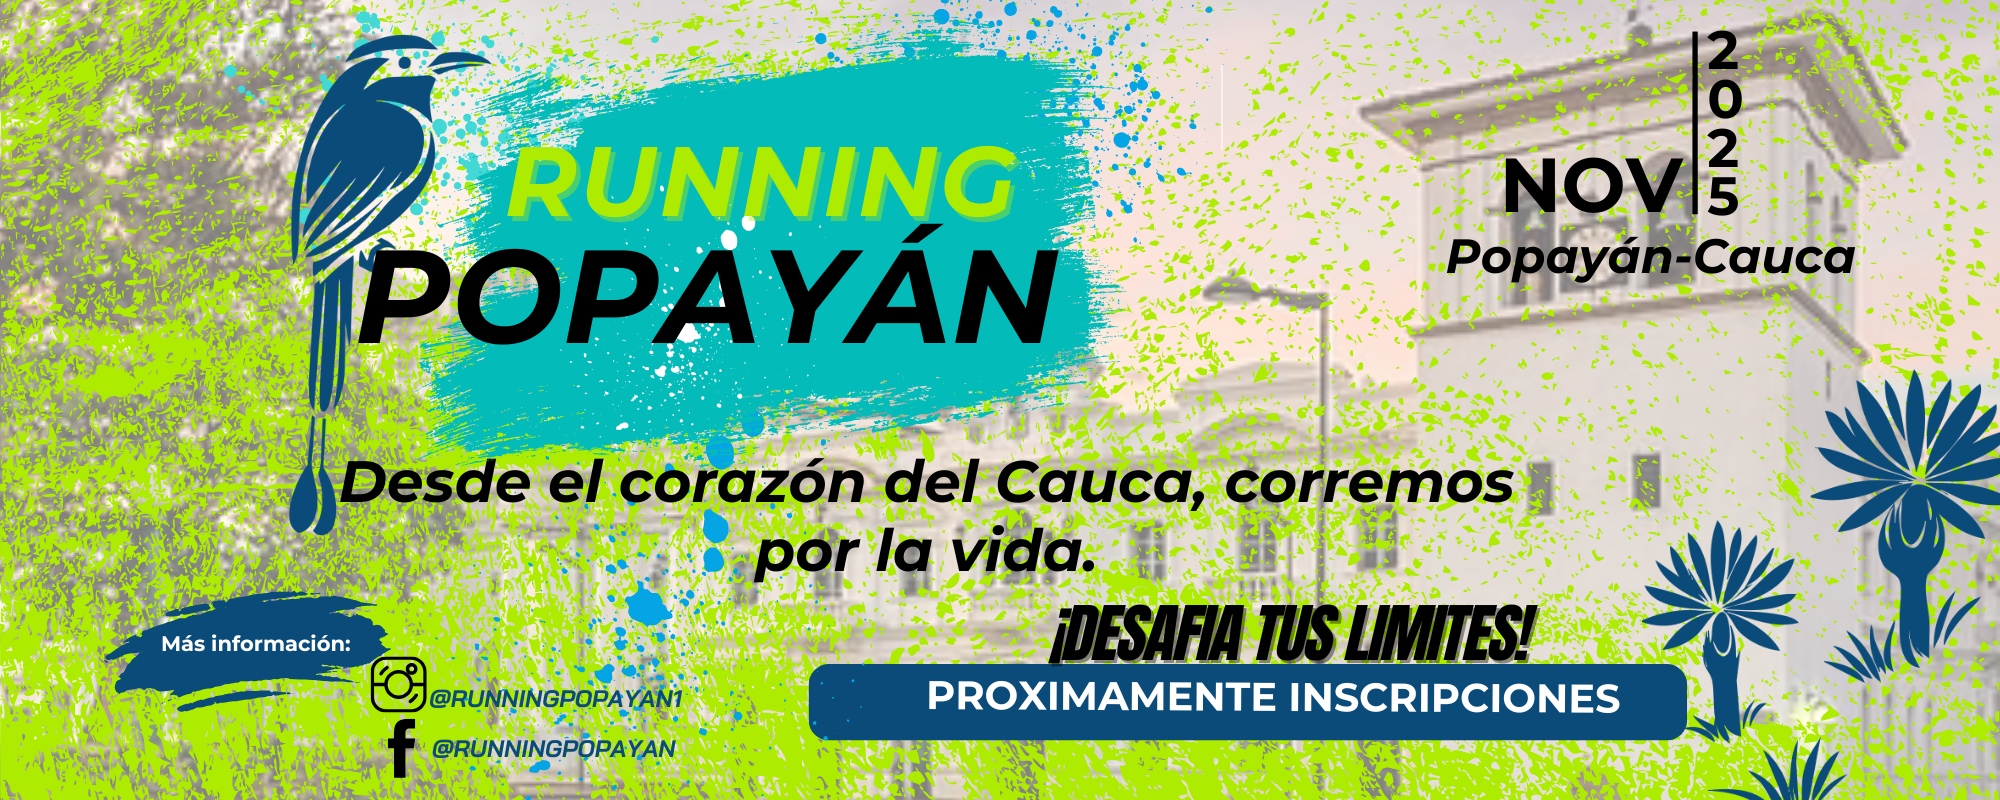 RUNNING
POPAYÁN
NOV
2
0
2
5
Popayán-Cauca
Desde el corazón del Cauca, corremos
por la vida.
¡DESAFIA TUS LIMITES!
PROXIMAMENTE INSCRIPCIONES
Más información:
@RUNNINGPOPAYAN1
@RUNNINGPOPAYAN